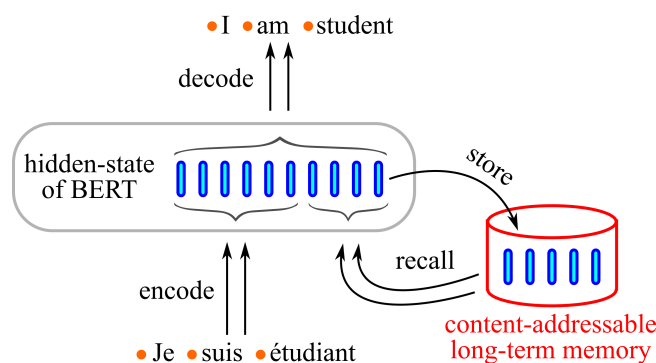 • I • am • student
decode
hidden-state
of BERT
store
recall
encode
content-addressable
long-term memory
• Je • suis • étudiant